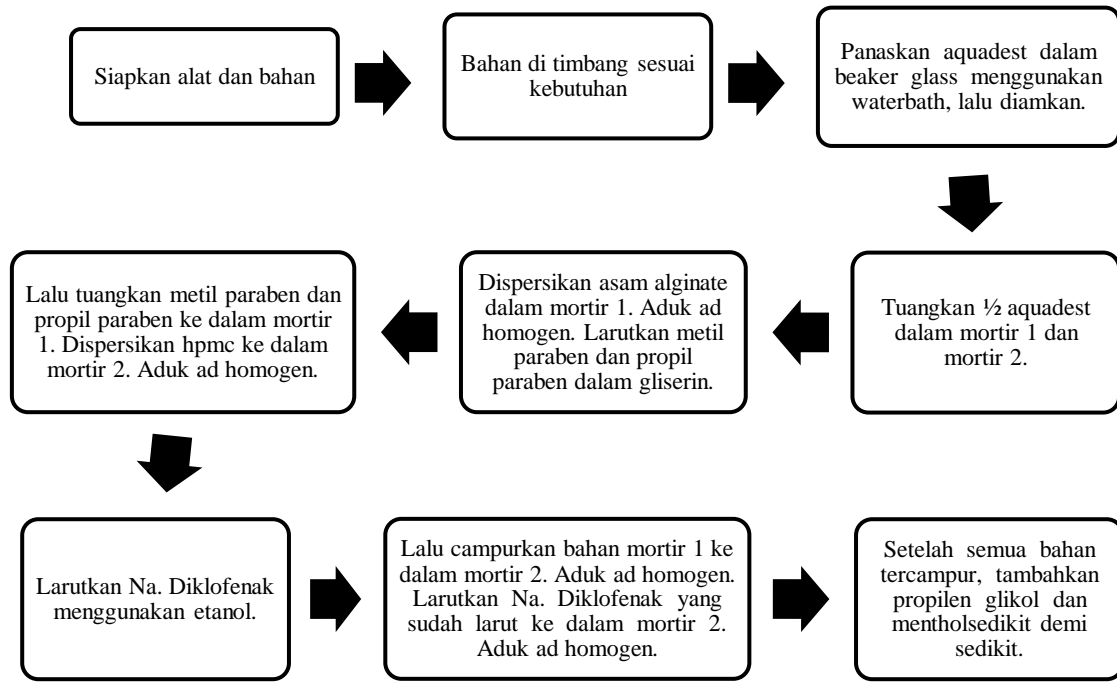 Siapkan alat dan bahan
Bahan di timbang sesuai
kebutuhan
Panaskan aquadest dalam
beaker glass menggunakan
waterbath, lalu diamkan.
Tuangkan ½ aquadest
dalam mortir 1 dan
mortir 2.
Dispersikan asam alginate
dalam mortir 1. Aduk ad
homogen. Larutkan metil
paraben dan propil
paraben dalam gliserin.
Lalu tuangkan metil paraben dan
propil paraben ke dalam mortir
1. Dispersikan hpmc ke dalam
mortir 2. Aduk ad homogen.
Larutkan Na. Diklofenak
menggunakan etanol.
Lalu campurkan bahan mortir 1 ke
dalam mortir 2. Aduk ad homogen.
Larutkan Na. Diklofenak yang
sudah larut ke dalam mortir 2.
Aduk ad homogen.
Setelah semua bahan
tercampur, tambahkan
propilen glikol dan
mentholsedikit demi
sedikit.